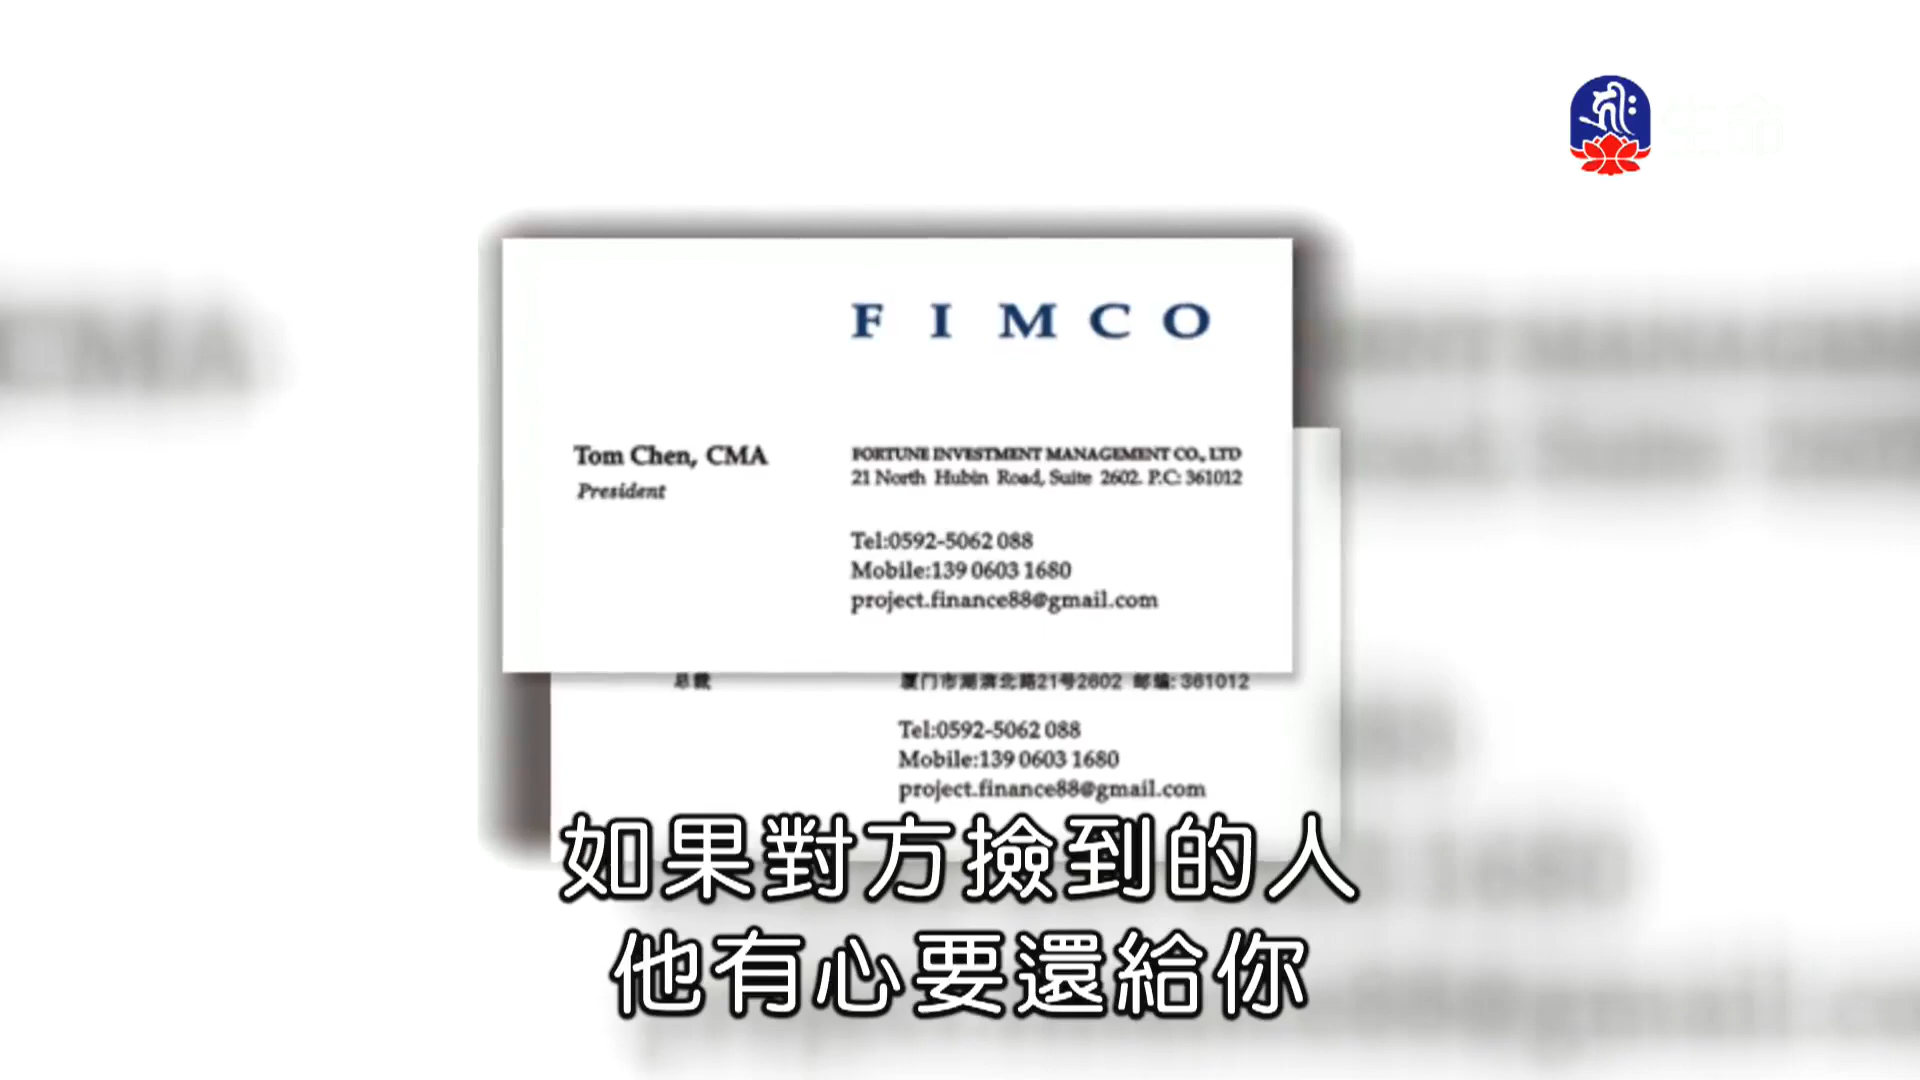 FIMCO
Tom Chen, CMA
President
FORTUNE INVESTMENT MANAGEMENT CO., LTD
21 North Hubin Road, Suite 2602. P.C: 361012
Tel:0592-5062 088
Mobile:139 0603 1680
project.finance88@gmail.com
总裁
厦门市湖滨北路21号2602 邮编: 361012
Tel:0592-5062 088
Mobile:139 0603 1680
project.finance88@gmail.com
如果對方撿到的人
他有心要還給你